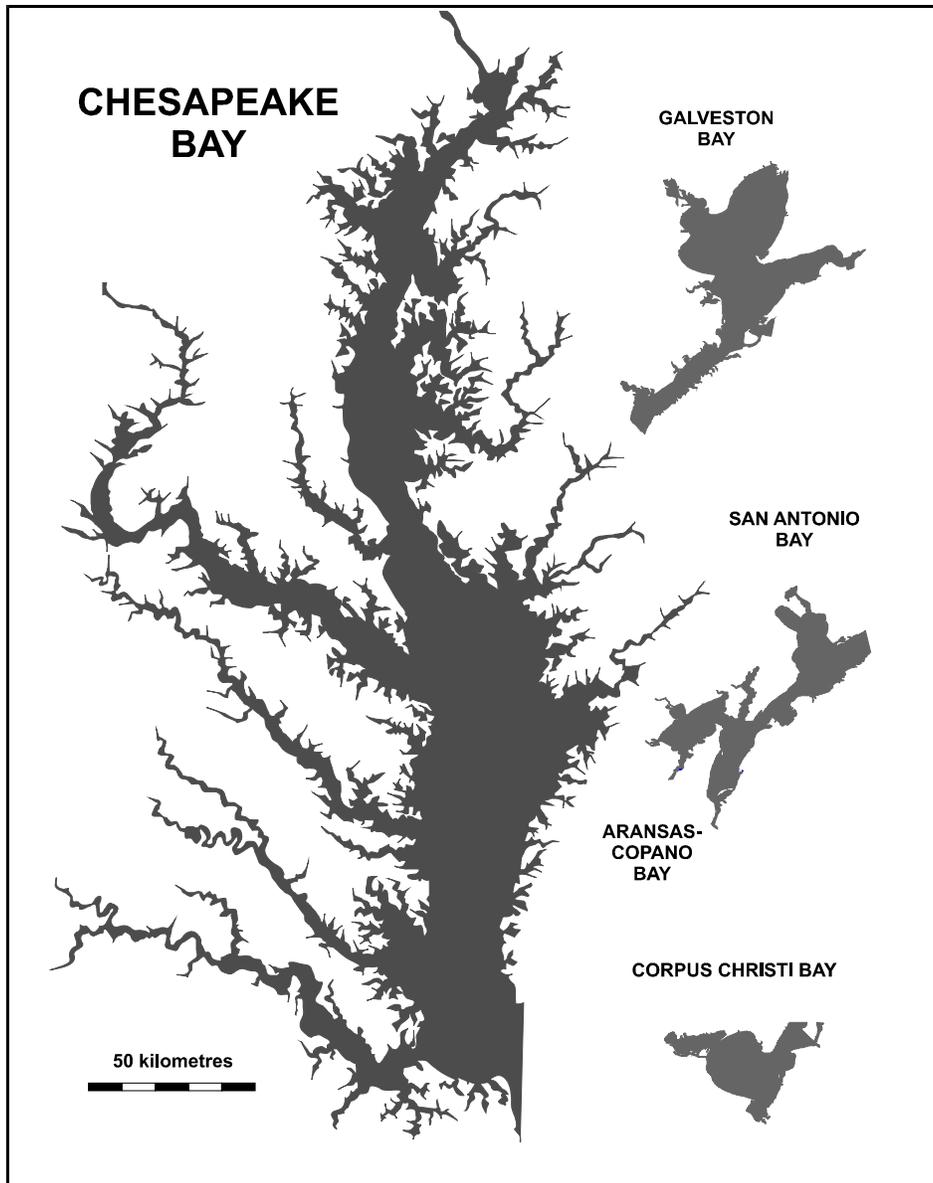 CHESAPEAKE
BAY
GALVESTON
BAY
SAN ANTONIO
BAY
ARANSAS-
COPANO
BAY
CORPUS CHRISTI BAY
50 kilometres